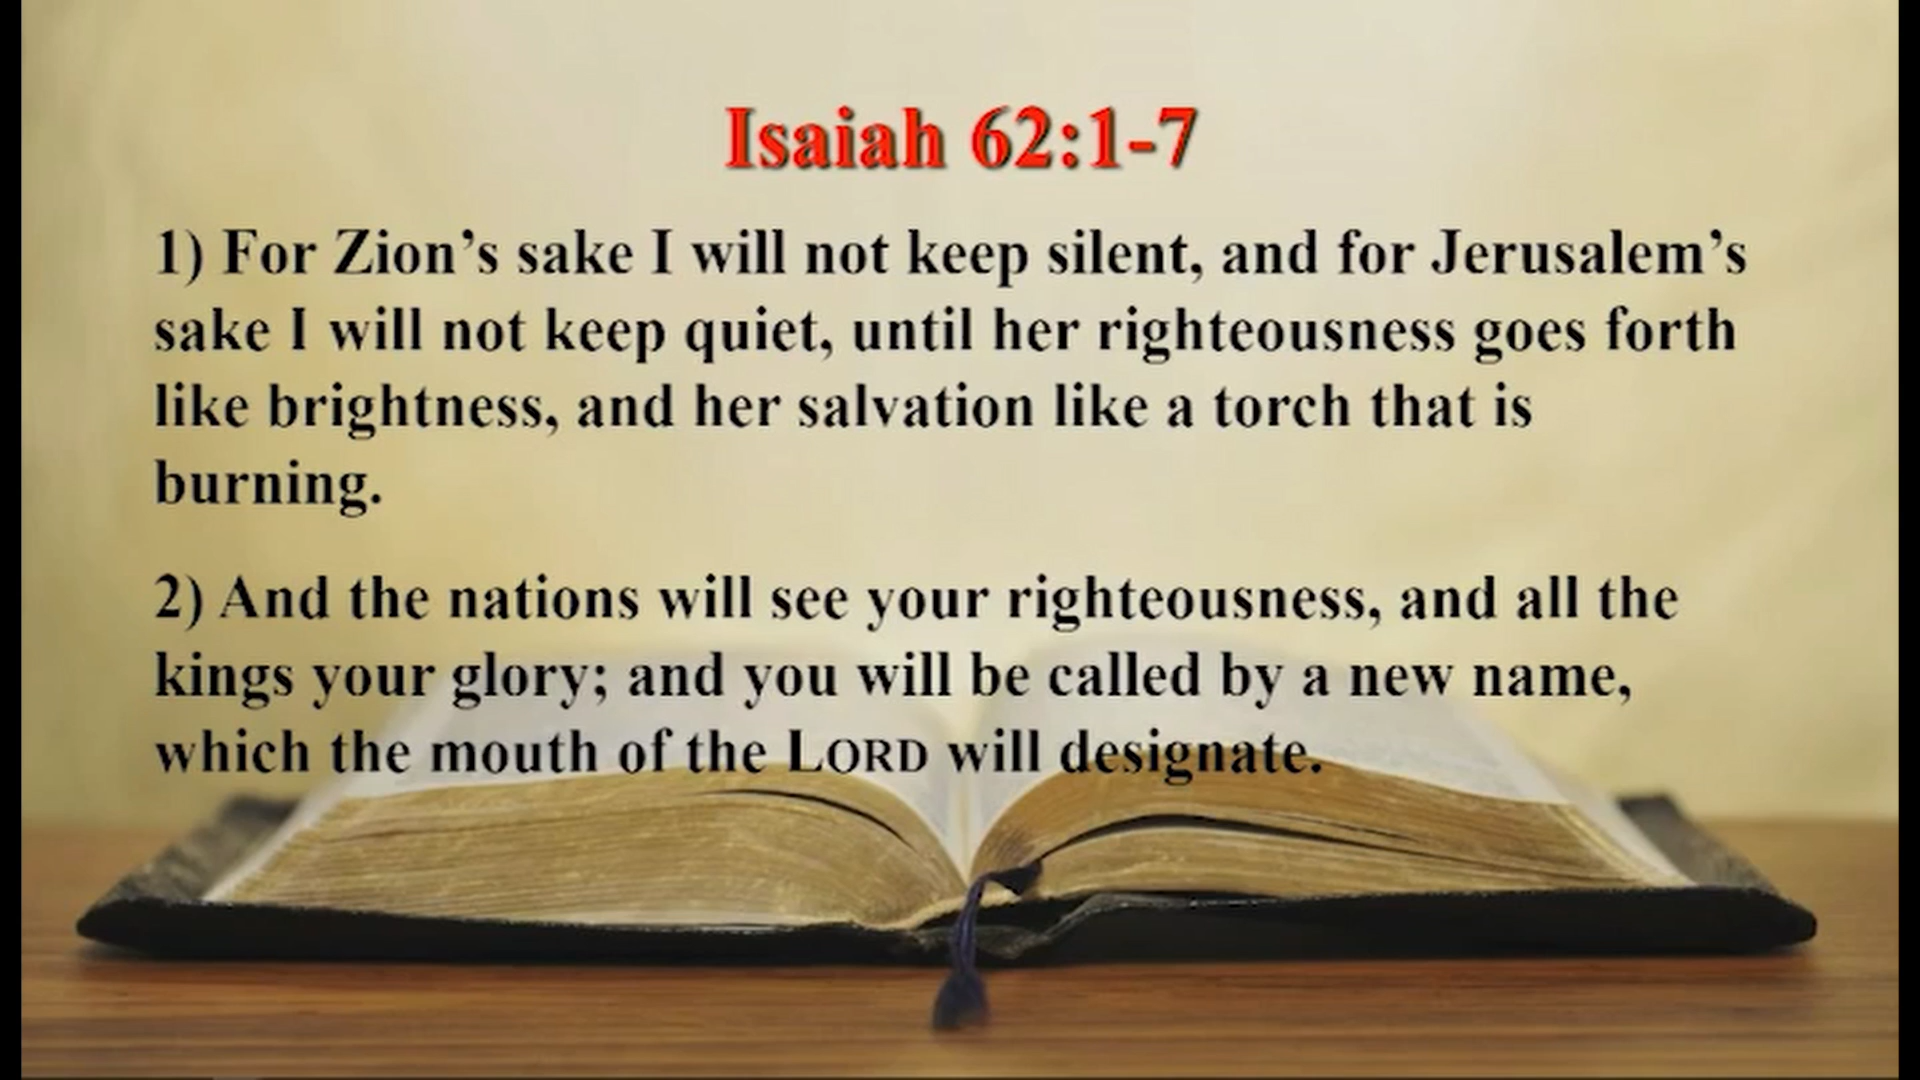 Isaiah 62:1-7
1) For Zion’s sake I will not keep silent, and for Jerusalem’s
sake I will not keep quiet, until her righteousness goes forth
like brightness, and her salvation like a torch that is
burning.
2) And the nations will see your righteousness, and all the
kings your glory; and you will be called by a new name,
which the mouth of the LORD will designate.